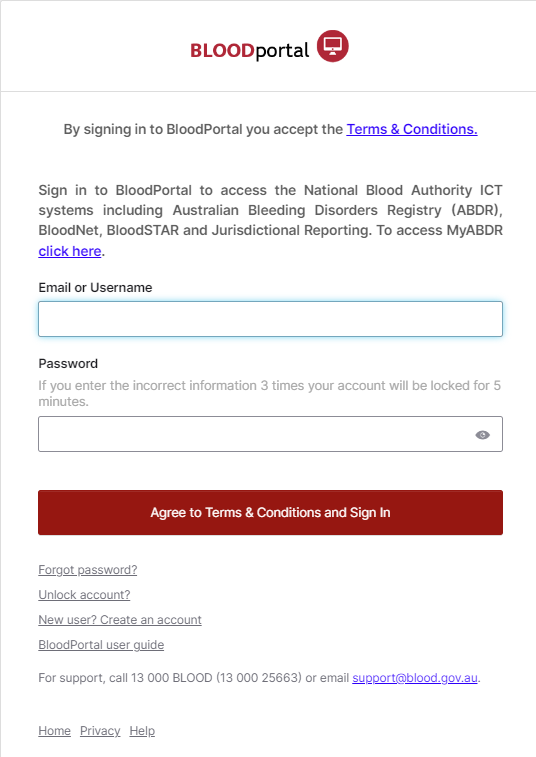 BLOODportal
By signing in to BloodPortal you accept the Terms & Conditions.
Sign in to BloodPortal to access the National Blood Authority ICT
systems including Australian Bleeding Disorders Registry (ABDR),
BloodNet, BloodSTAR and Jurisdictional Reporting. To access MyABDR
click here.
Email or Username
Password
If you enter the incorrect information 3 times your account will be locked for 5
minutes.
Agree to Terms & Conditions and Sign In
Forgot password?
Unlock account?
New user? Create an account
BloodPortal user guide
For support, call 13 000 BLOOD (13 000 25663) or email support@blood.gov.au.
Home Privacy Help